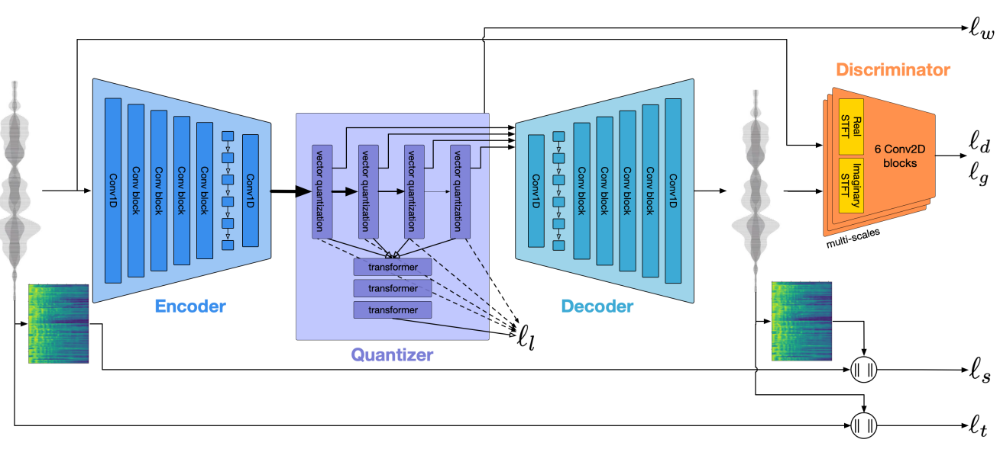 ℓw
Discriminator
Real
STFT
Imaginary
STFT
6 Conv2D
blocks
multi-scales
ℓd
ℓg
Conv1D
Conv block
Conv block
Conv block
Conv block
Conv1D
Encoder
vector quantization
vector quantization
vector quantization
vector quantization
transformer
transformer
transformer
ℓl
Quantizer
Conv1D
Conv block
Conv block
Conv block
Conv block
Conv1D
Decoder
|| ||
ℓs
|| ||
ℓt